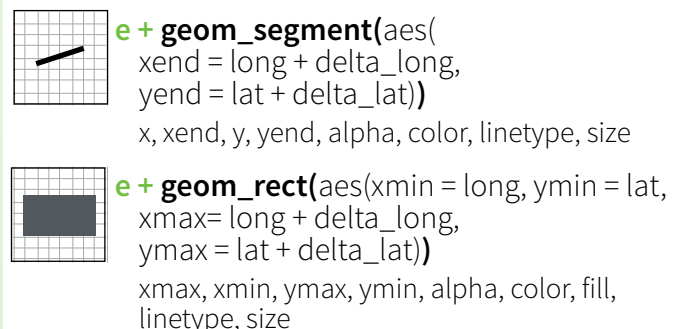 e + geom_segment(aes(
xend = long + delta_long,
yend = lat + delta_lat))
x, xend, y, yend, alpha, color, linetype, size
e + geom_rect(aes(xmin = long, ymin = lat,
xmax= long + delta_long,
ymax = lat + delta_lat))
xmax, xmin, ymax, ymin, alpha, color, fill,
linetype, size